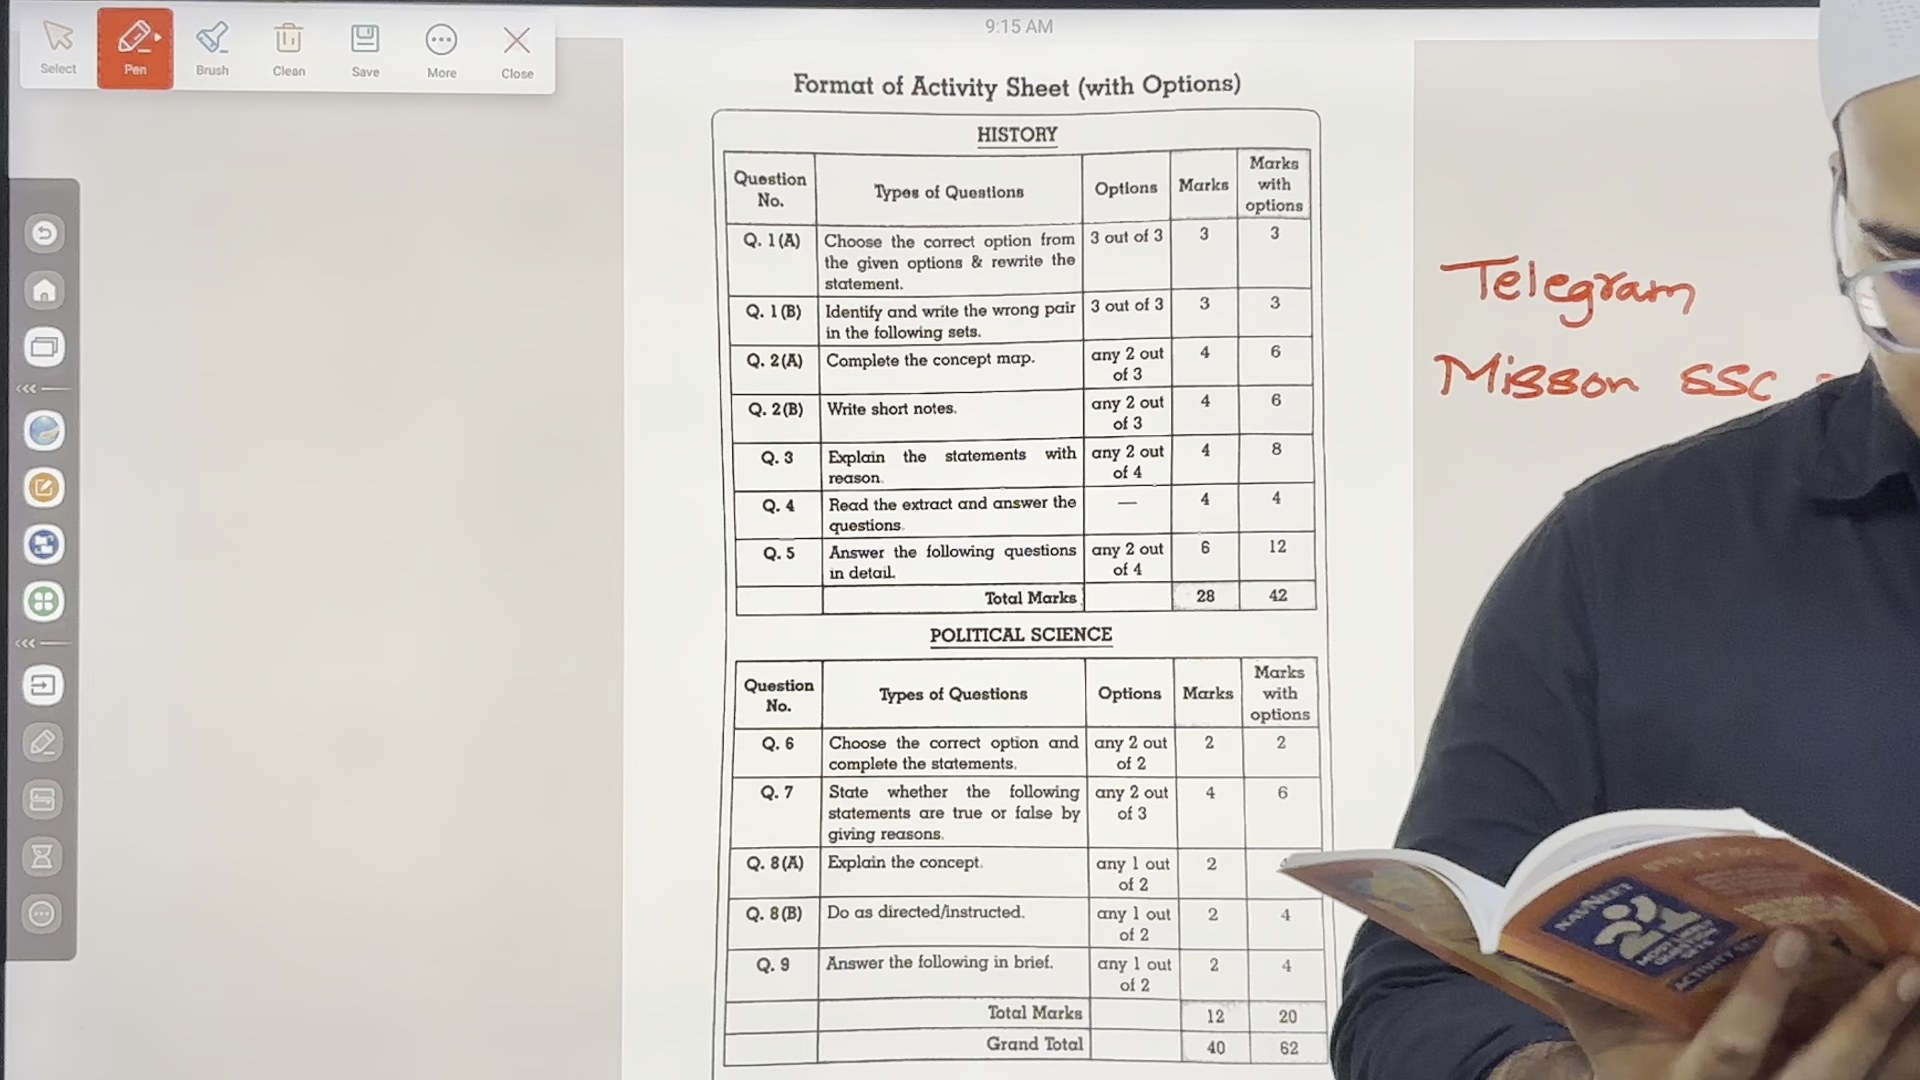 9:15 AM
Select
Pen
Brush
Clean
Save
More
Close
Format of Activity Sheet (with Options)
HISTORY
Question No. Types of Questions Options Marks Marks with options
Q. 1(A) Choose the correct option from the given options & rewrite the statement. 3 out of 3 3 3
Q. 1(B) Identify and write the wrong pair in the following sets. 3 out of 3 3 3
Q. 2(A) Complete the concept map. any 2 out of 3 4 6
Q. 2(B) Write short notes. any 2 out of 3 4 6
Q. 3 Explain the statements with reason. any 2 out of 4 4 8
Q. 4 Read the extract and answer the questions. — 4 4
Q. 5 Answer the following questions in detail. any 2 out of 4 6 12
Total Marks 28 42
POLITICAL SCIENCE
Question No. Types of Questions Options Marks Marks with options
Q. 6 Choose the correct option and complete the statements. any 2 out of 2 2 2
Q. 7 State whether the following statements are true or false by giving reasons. any 2 out of 3 4 6
Q. 8(A) Explain the concept. any 1 out of 2 2
Q. 8(B) Do as directed/instructed. any 1 out of 2 2 4
Q. 9 Answer the following in brief. any 1 out of 2 2 4
Total Marks 12 20
Grand Total 40 62
Telegram
Misson SSC
NAVNEET
21
MOST LIKELY
QUESTION
SETS